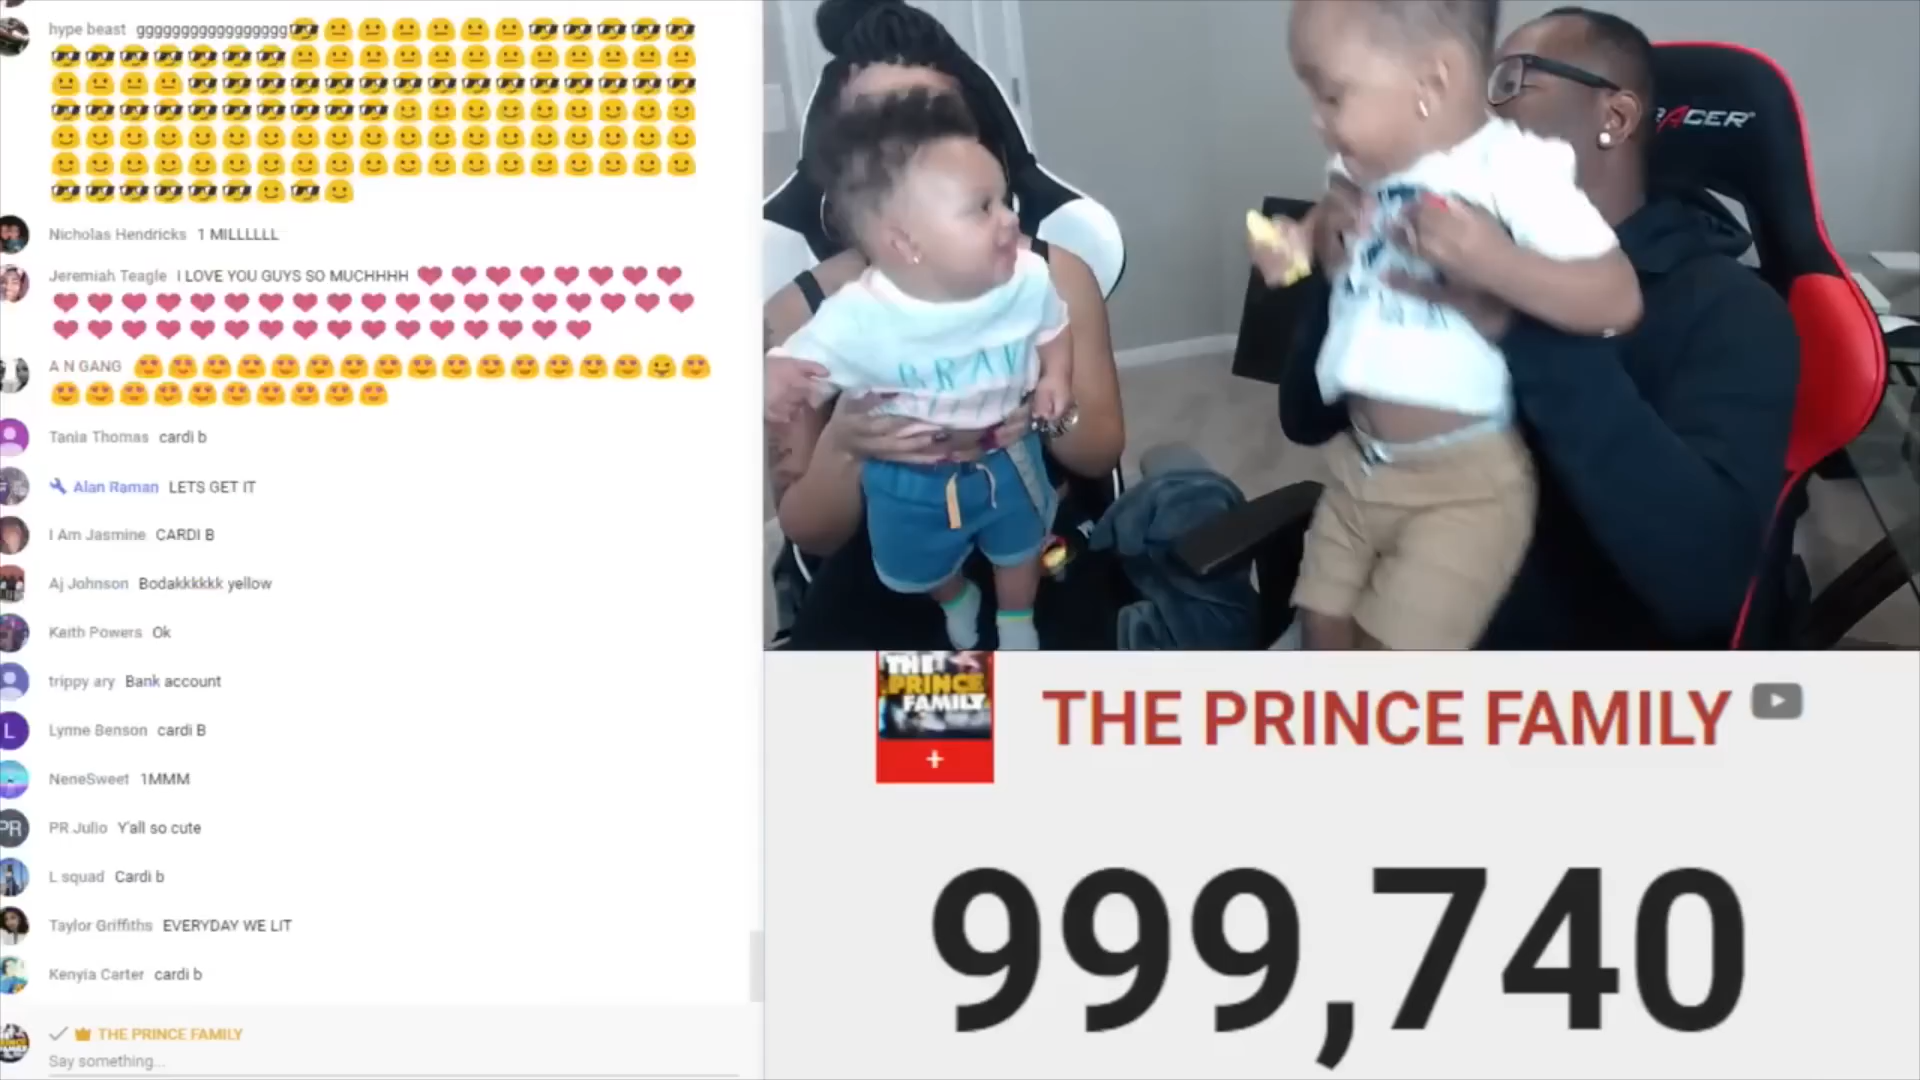 hype beast ggggggggggggggggg
Nicholas Hendricks 1 MILLLLLL
Jeremiah Teagle I LOVE YOU GUYS SO MUCHHHH
A N GANG
Tania Thomas cardi b
Alan Raman LETS GET IT
I Am Jasmine CARDI B
Aj Johnson Bodakkkkkk yellow
Keith Powers Ok
trippy ary Bank account
L
Lynne Benson cardi B
NeneSweet 1MMM
PR
PR Julio Y'all so cute
L squad Cardi b
Taylor Griffiths EVERYDAY WE LIT
Kenyia Carter cardi b
THE PRINCE FAMILY
Say something...
RACER
BRAV
THE
PRINCE
FAMILY
+
THE PRINCE FAMILY
999,740